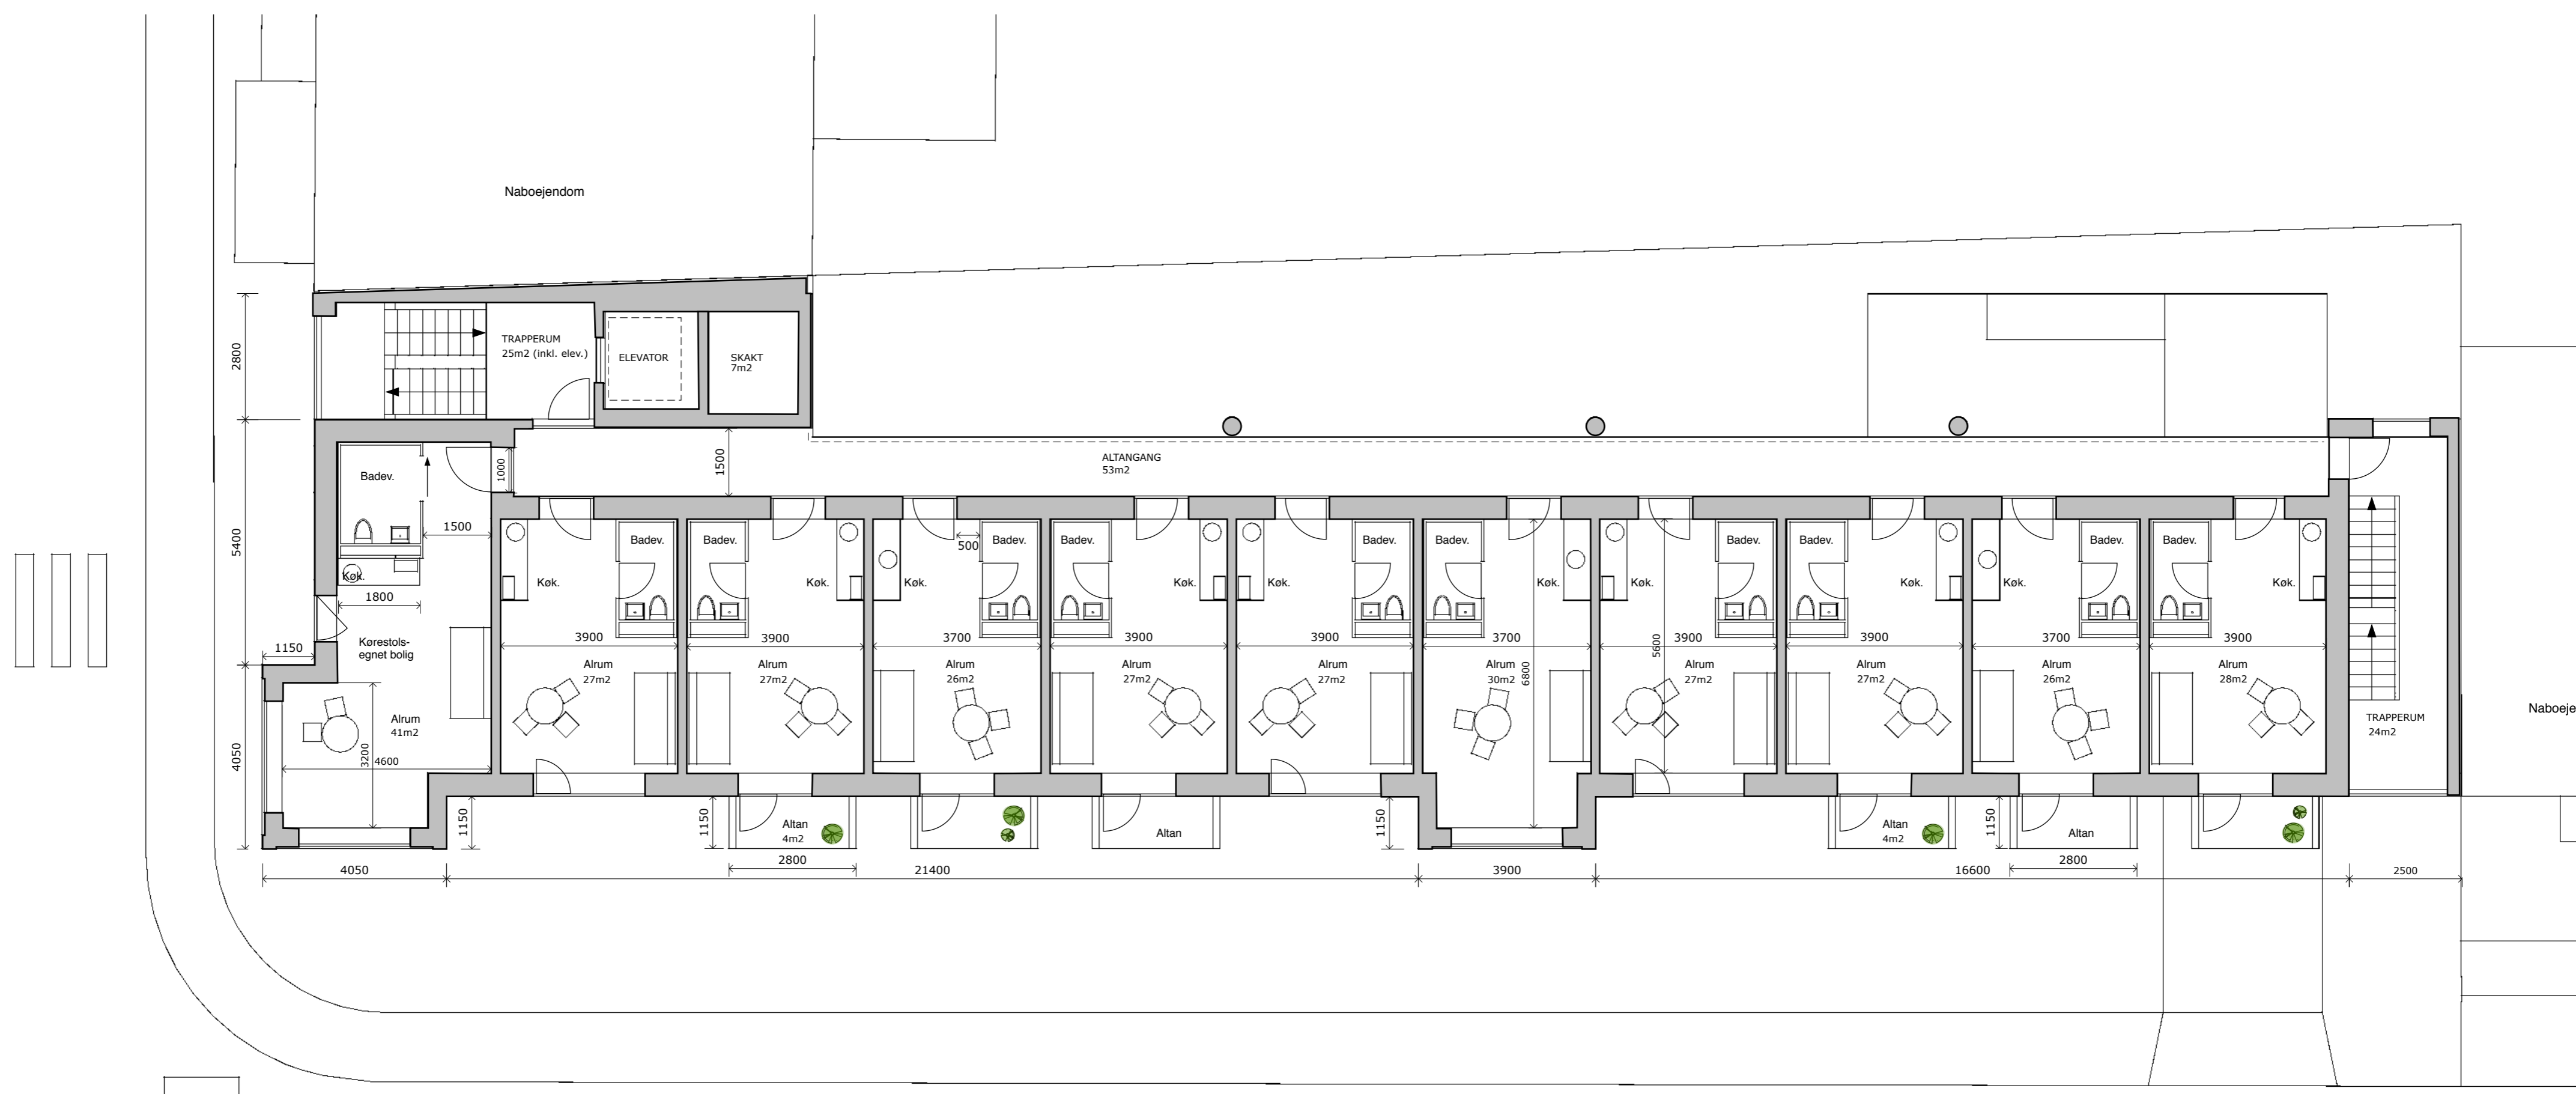 Naboejendom
TRAPPERUM
25m2 (inkl. elev.)
ELEVATOR
SKAKT
7m2
2800
ALTANGANG
53m2
1500
1000
Badev.
1500
5400
Køk.
1800
Kørestols-
egnet bolig
1150
Alrum
41m2
3200
4600
4050
Badev.
Køk.
3900
Alrum
27m2
Badev.
Køk.
3900
Alrum
27m2
500
Badev.
Køk.
3700
Alrum
26m2
Badev.
Køk.
3900
Alrum
27m2
Badev.
Køk.
3900
Alrum
27m2
Badev.
Køk.
3700
Alrum
30m2
6800
Badev.
Køk.
5600
3900
Alrum
27m2
Badev.
Køk.
3900
Alrum
27m2
Badev.
Køk.
3700
Alrum
26m2
Badev.
Køk.
3900
Alrum
28m2
TRAPPERUM
24m2
Naboeje
1150
1150
Altan
4m2
Altan
1150
Altan
4m2
1150
Altan
2800
2800
4050
21400
3900
16600
2500